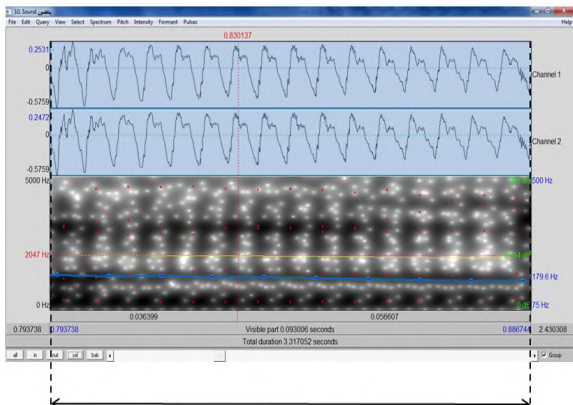 10. Sound يخصن
File Edit Query View Select Spectrum Pitch Intensity Formant Pulses Help
0.830137
0.2531
0
-0.5759
Channel 1
0.2472
0
-0.5759
Channel 2
5000 Hz
500 Hz
2047 Hz
179.6 Hz
0 Hz
75 Hz
0.036399
0.056607
0.793738
0.793738
Visible part 0.093006 seconds
0.886744
2.430308
Total duration 3.317052 seconds
all in out sel bak
Group